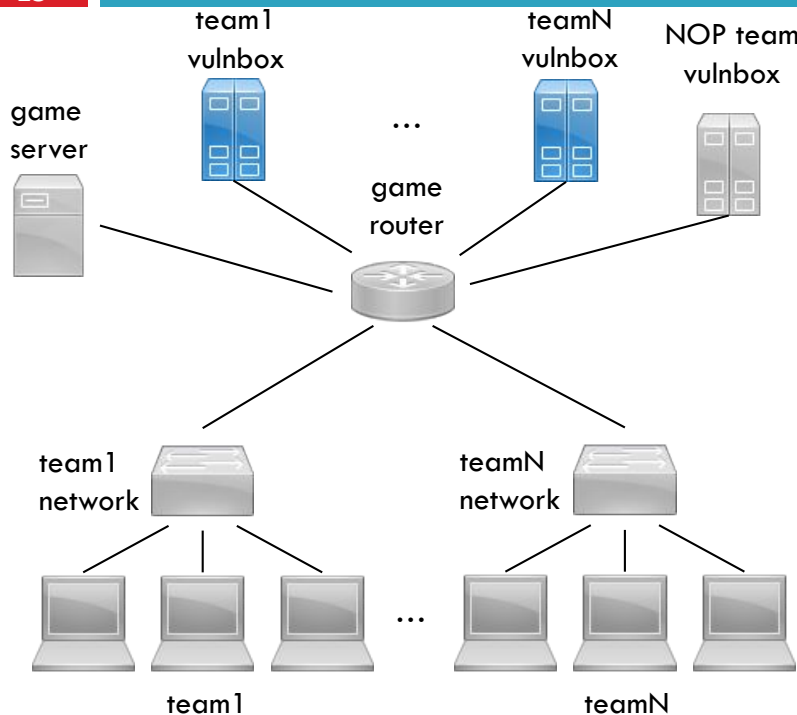 team1
vulnbox
teamN
vulnbox
NOP team
vulnbox
game
server
...
game
router
team1
network
teamN
network
...
team1
teamN